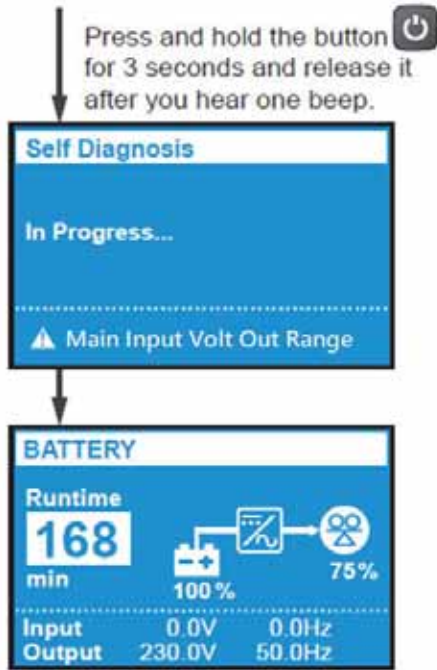 Press and hold the button
for 3 seconds and release it
after you hear one beep.
Self Diagnosis
In Progress...
Main Input Volt Out Range
BATTERY
Runtime
168
min
100%
75%
Input 0.0V 0.0Hz
Output 230.0V 50.0Hz